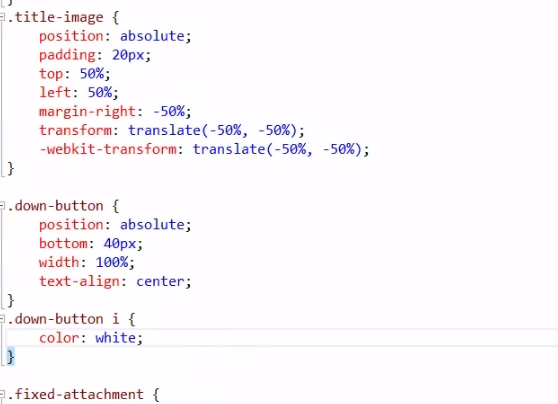 }
.title-image {
position: absolute;
padding: 20px;
top: 50%;
left: 50%;
margin-right: -50%;
transform: translate(-50%, -50%);
-webkit-transform: translate(-50%, -50%);
}
.down-button {
position: absolute;
bottom: 40px;
width: 100%;
text-align: center;
}
.down-button i {
color: white;
}
.fixed-attachment {